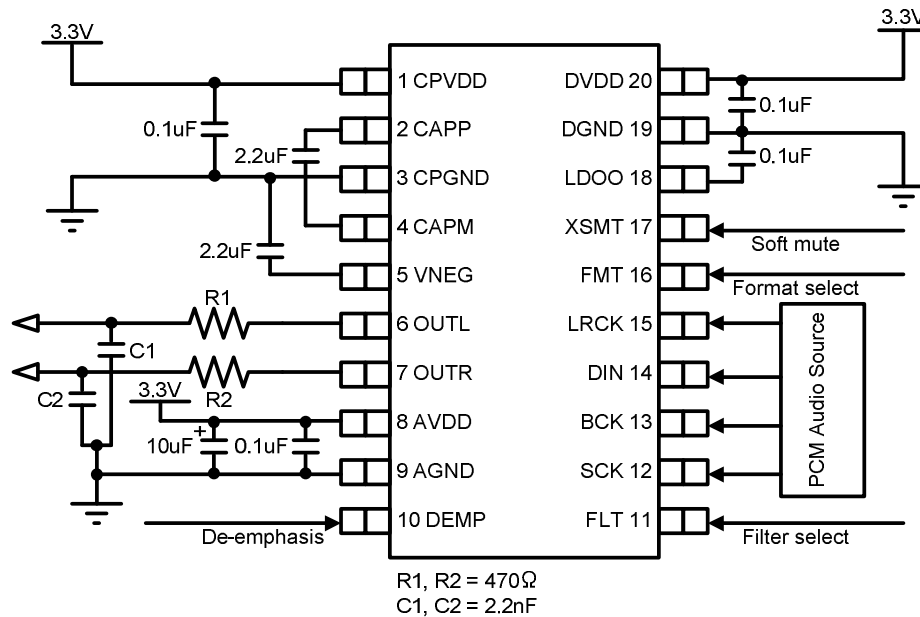 3.3V
3.3V
1 CPVDD
DVDD 20
0.1uF
0.1uF
2 CAPP
DGND 19
2.2uF
0.1uF
3 CPGND
LDOO 18
4 CAPM
XSMT 17
Soft mute
2.2uF
5 VNEG
FMT 16
Format select
R1
6 OUTL
LRCK 15
C1
7 OUTR
DIN 14
C2
R2
3.3V
8 AVDD
BCK 13
PCM Audio Source
+
10uF
0.1uF
9 AGND
SCK 12
10 DEMP
FLT 11
De-emphasis
Filter select
R1, R2 = 470Ω
C1, C2 = 2.2nF